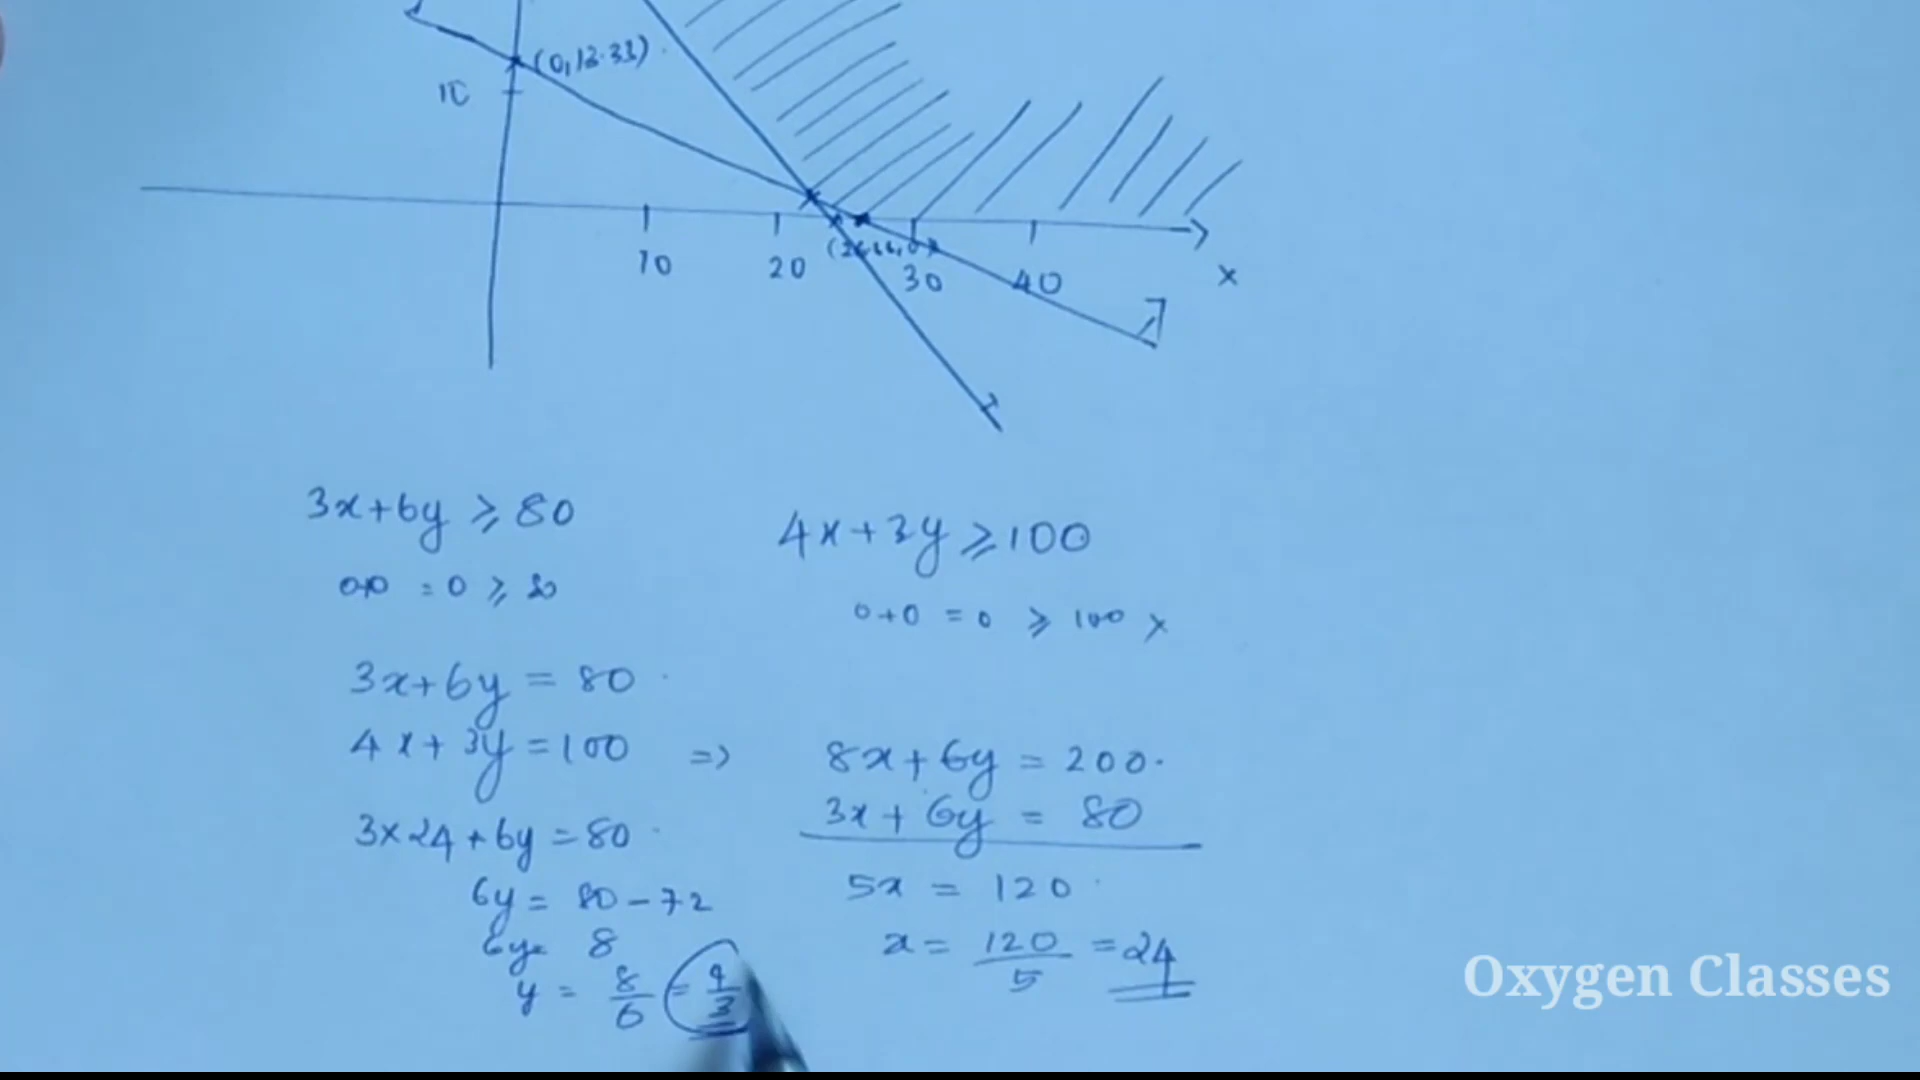 (0,13.33)
10
10
20
30
40
x
3x+6y ⩾ 80
0+0 = 0 ⩾ 80
3x+6y = 80
4x+3y = 100 ⇒
3×24+6y = 80
6y = 80-72
6y = 8
y = 8/6 = 4/3
4x+3y ⩾ 100
0+0 = 0 ⩾ 100 ×
8x+6y = 200
3x+6y = 80
5x = 120
x = 120/5 = 24
Oxygen Classes